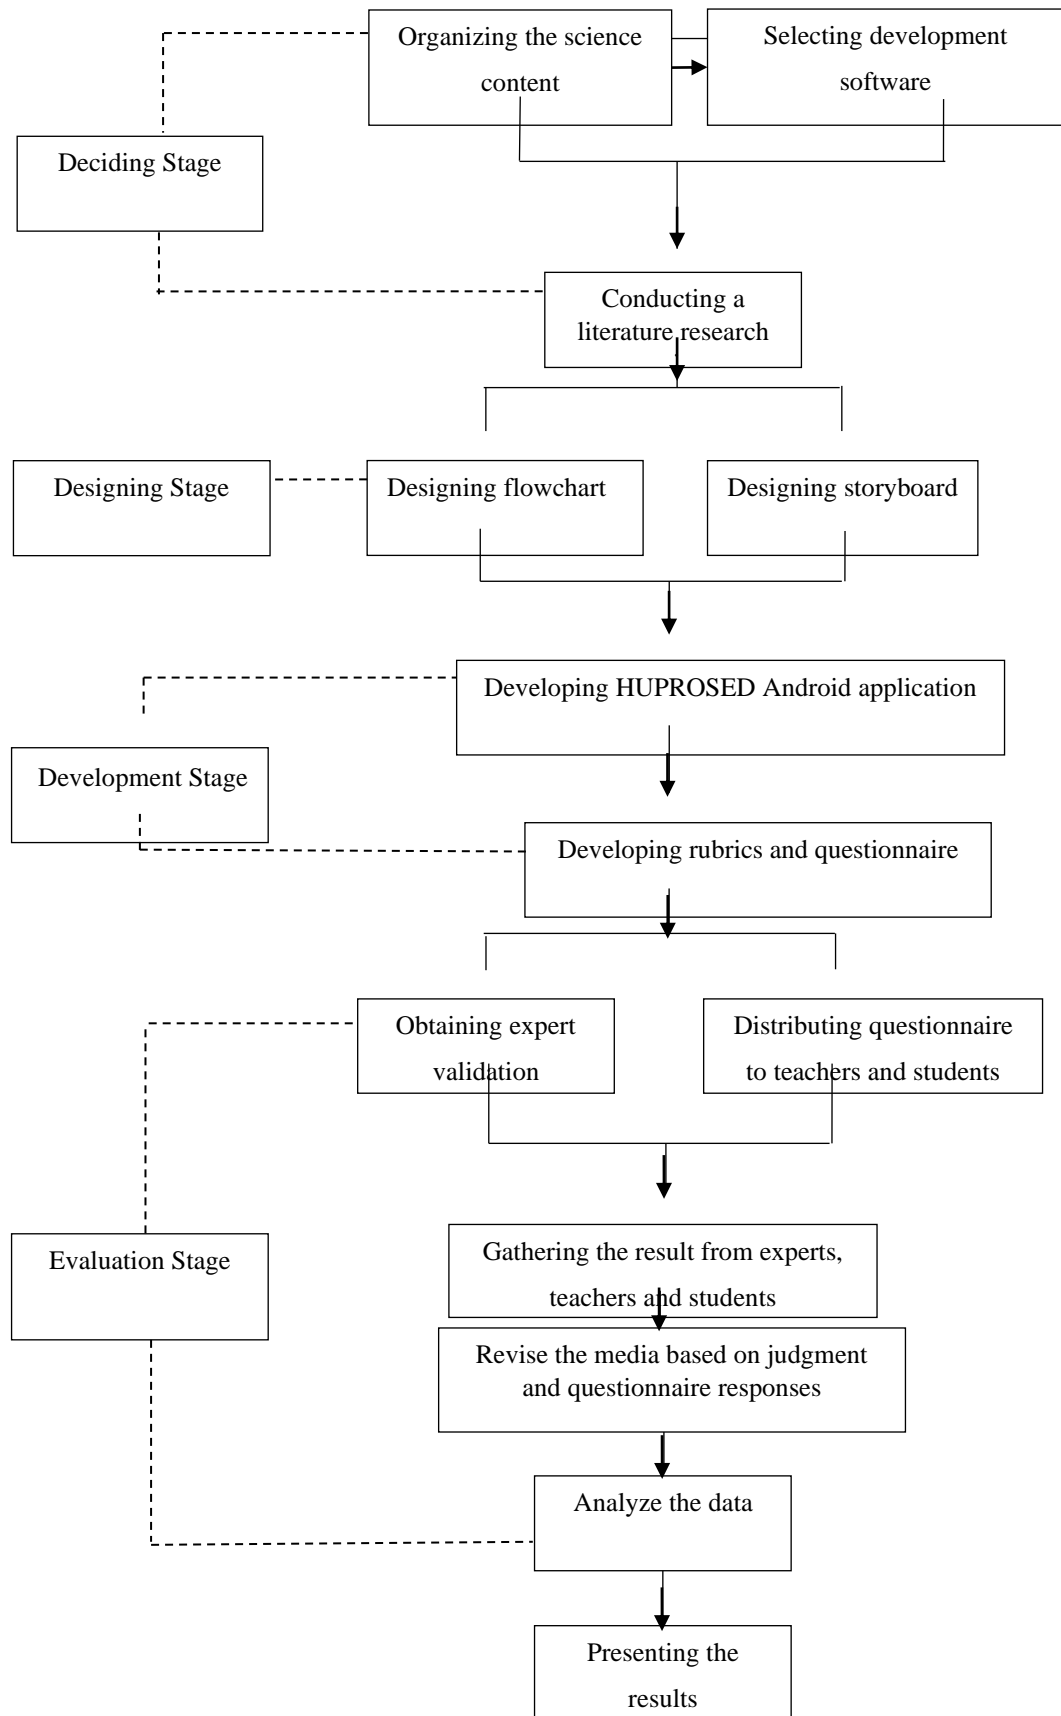 Organizing the science
content
Selecting development
software
Deciding Stage
Conducting a
literature research
Designing Stage
Designing flowchart
Designing storyboard
Developing HUPROSED Android application
Development Stage
Developing rubrics and questionnaire
Obtaining expert
validation
Distributing questionnaire
to teachers and students
Evaluation Stage
Gathering the result from experts,
teachers and students
Revise the media based on judgment
and questionnaire responses
Analyze the data
Presenting the
results